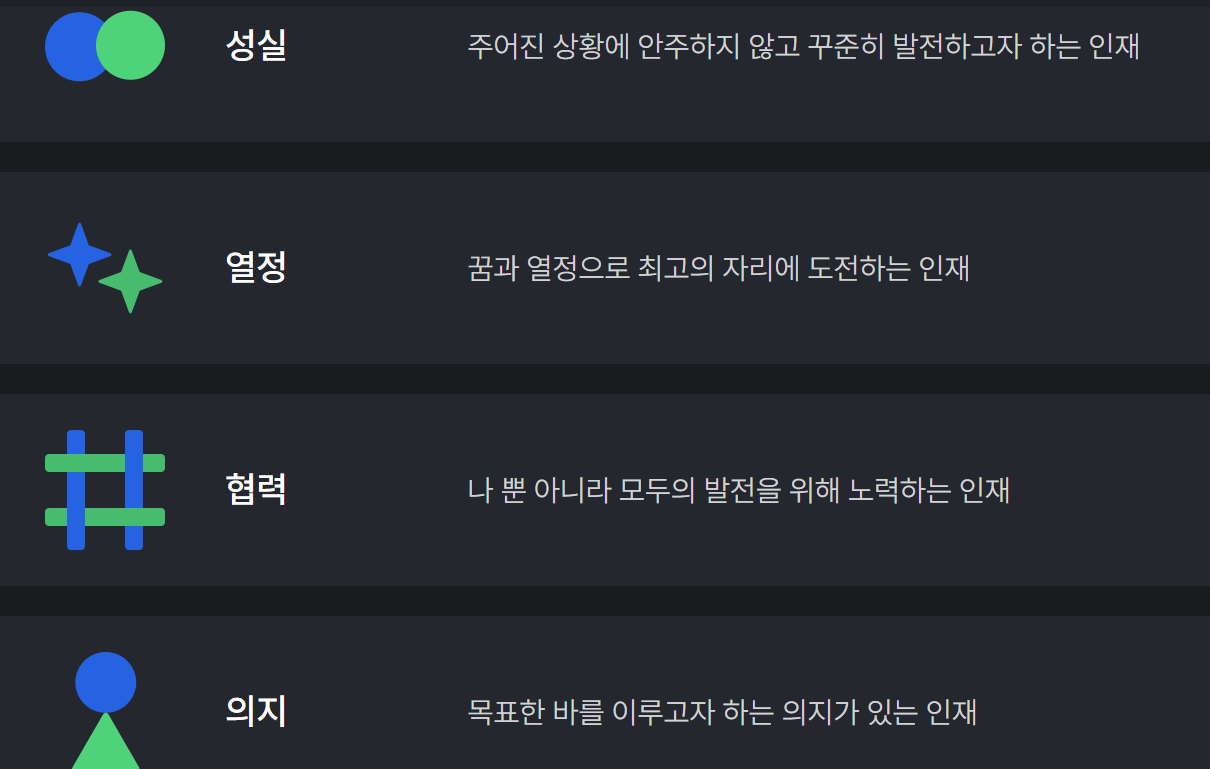 성실
주어진 상황에 안주하지 않고 꾸준히 발전하고자 하는 인재
열정
꿈과 열정으로 최고의 자리에 도전하는 인재
협력
나 뿐 아니라 모두의 발전을 위해 노력하는 인재
의지
목표한 바를 이루고자 하는 의지가 있는 인재